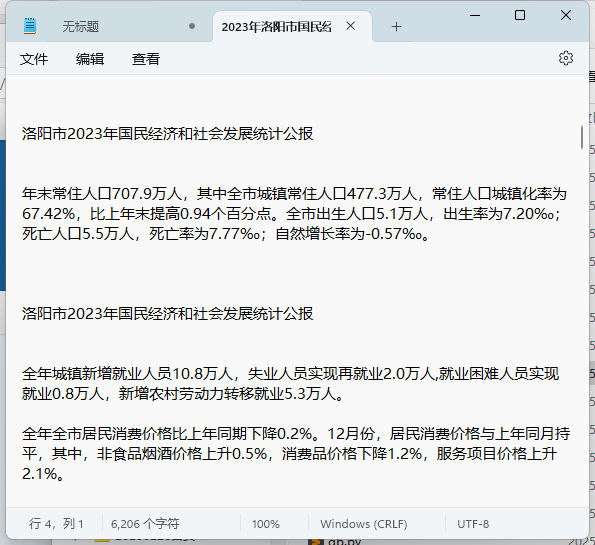 无标题
2023年洛阳市国民经
文件 编辑 查看
洛阳市2023年国民经济和社会发展统计公报
年末常住人口707.9万人，其中全市城镇常住人口477.3万人，常住人口城镇化率为
67.42%，比上年末提高0.94个百分点。全市出生人口5.1万人，出生率为7.20‰；
死亡人口5.5万人，死亡率为7.77‰；自然增长率为-0.57‰。
洛阳市2023年国民经济和社会发展统计公报
全年城镇新增就业人员10.8万人，失业人员实现再就业2.0万人,就业困难人员实现
就业0.8万人，新增农村劳动力转移就业5.3万人。
全年全市居民消费价格比上年同期下降0.2%。12月份，居民消费价格与上年同月持
平，其中，非食品烟酒价格上升0.5%，消费品价格下降1.2%，服务项目价格上升
2.1%。
行 4，列 1 6,206 个字符 100% Windows (CRLF) UTF-8